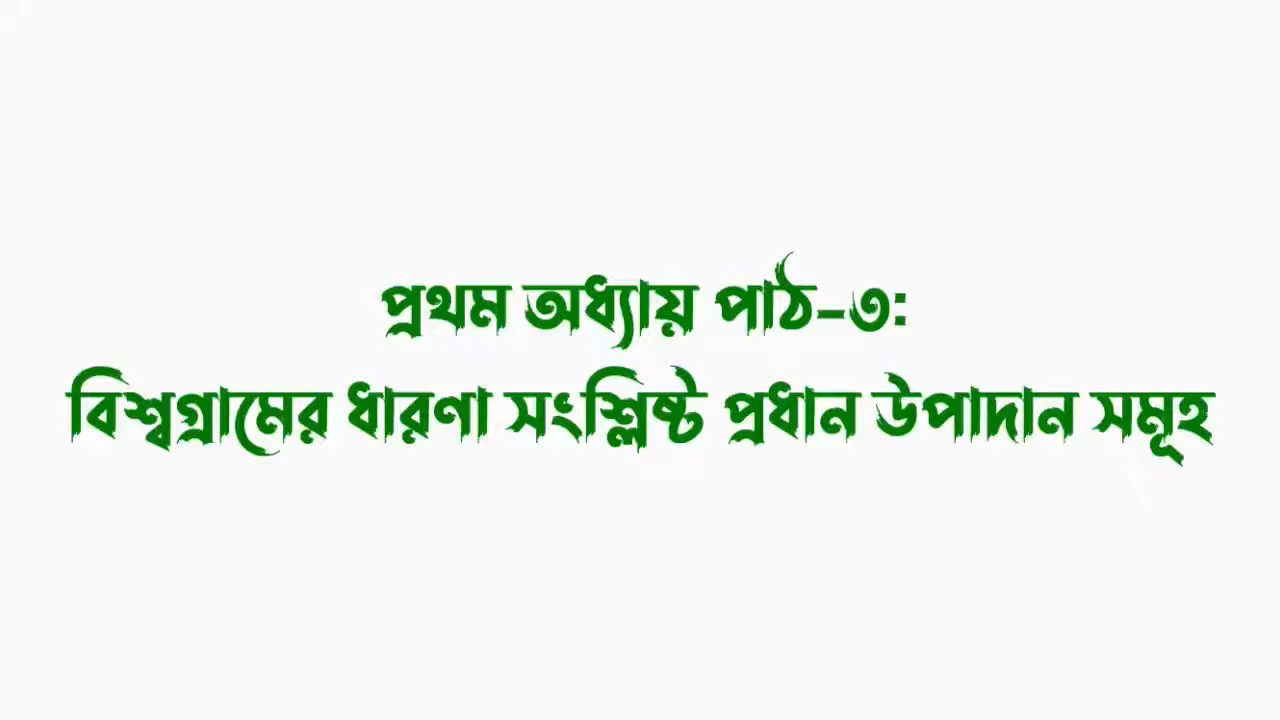 প্রথম অধ্যায় পাঠ-৩:
বিশ্বগ্রামের ধারণা সংশ্লিষ্ট প্রধান উপাদান সমূহ